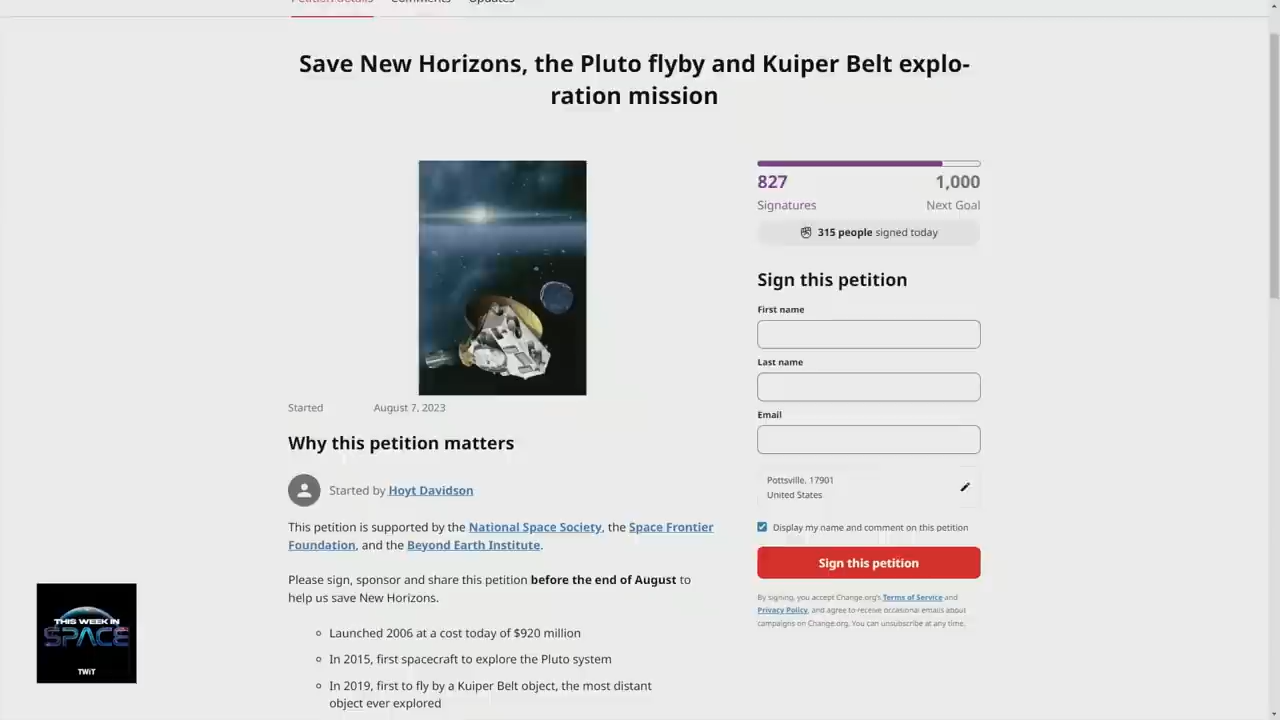 Petition details Comments Updates
Save New Horizons, the Pluto flyby and Kuiper Belt explo-
ration mission
827 1,000
Signatures Next Goal
315 people signed today
Sign this petition
First name
Last name
Email
Pottsville, 17901
United States
Display my name and comment on this petition
Sign this petition
By signing, you accept Change.org's Terms of Service and
Privacy Policy, and agree to receive occasional emails about
campaigns on Change.org. You can unsubscribe at any time.
Started August 7, 2023
Why this petition matters
Started by Hoyt Davidson
This petition is supported by the National Space Society, the Space Frontier
Foundation, and the Beyond Earth Institute.
Please sign, sponsor and share this petition before the end of August to
help us save New Horizons.
Launched 2006 at a cost today of $920 million
In 2015, first spacecraft to explore the Pluto system
In 2019, first to fly by a Kuiper Belt object, the most distant
object ever explored
THIS WEEK IN
SPACE
TWiT